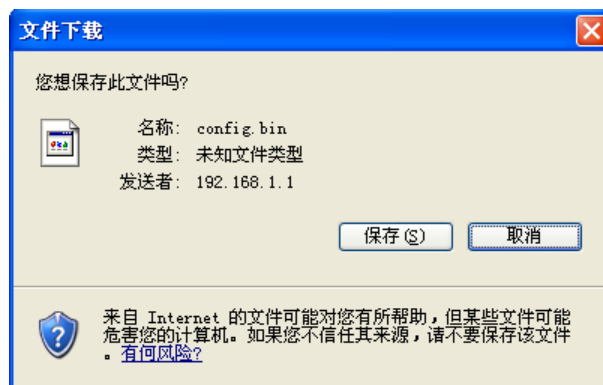 文件下载
您想保存此文件吗?
名称: config.bin
类型: 未知文件类型
发送者: 192.168.1.1
保存(S) 取消
来自 Internet 的文件可能对您有所帮助，但某些文件可能
危害您的计算机。如果您不信任其来源，请不要保存该文件
。有何风险?